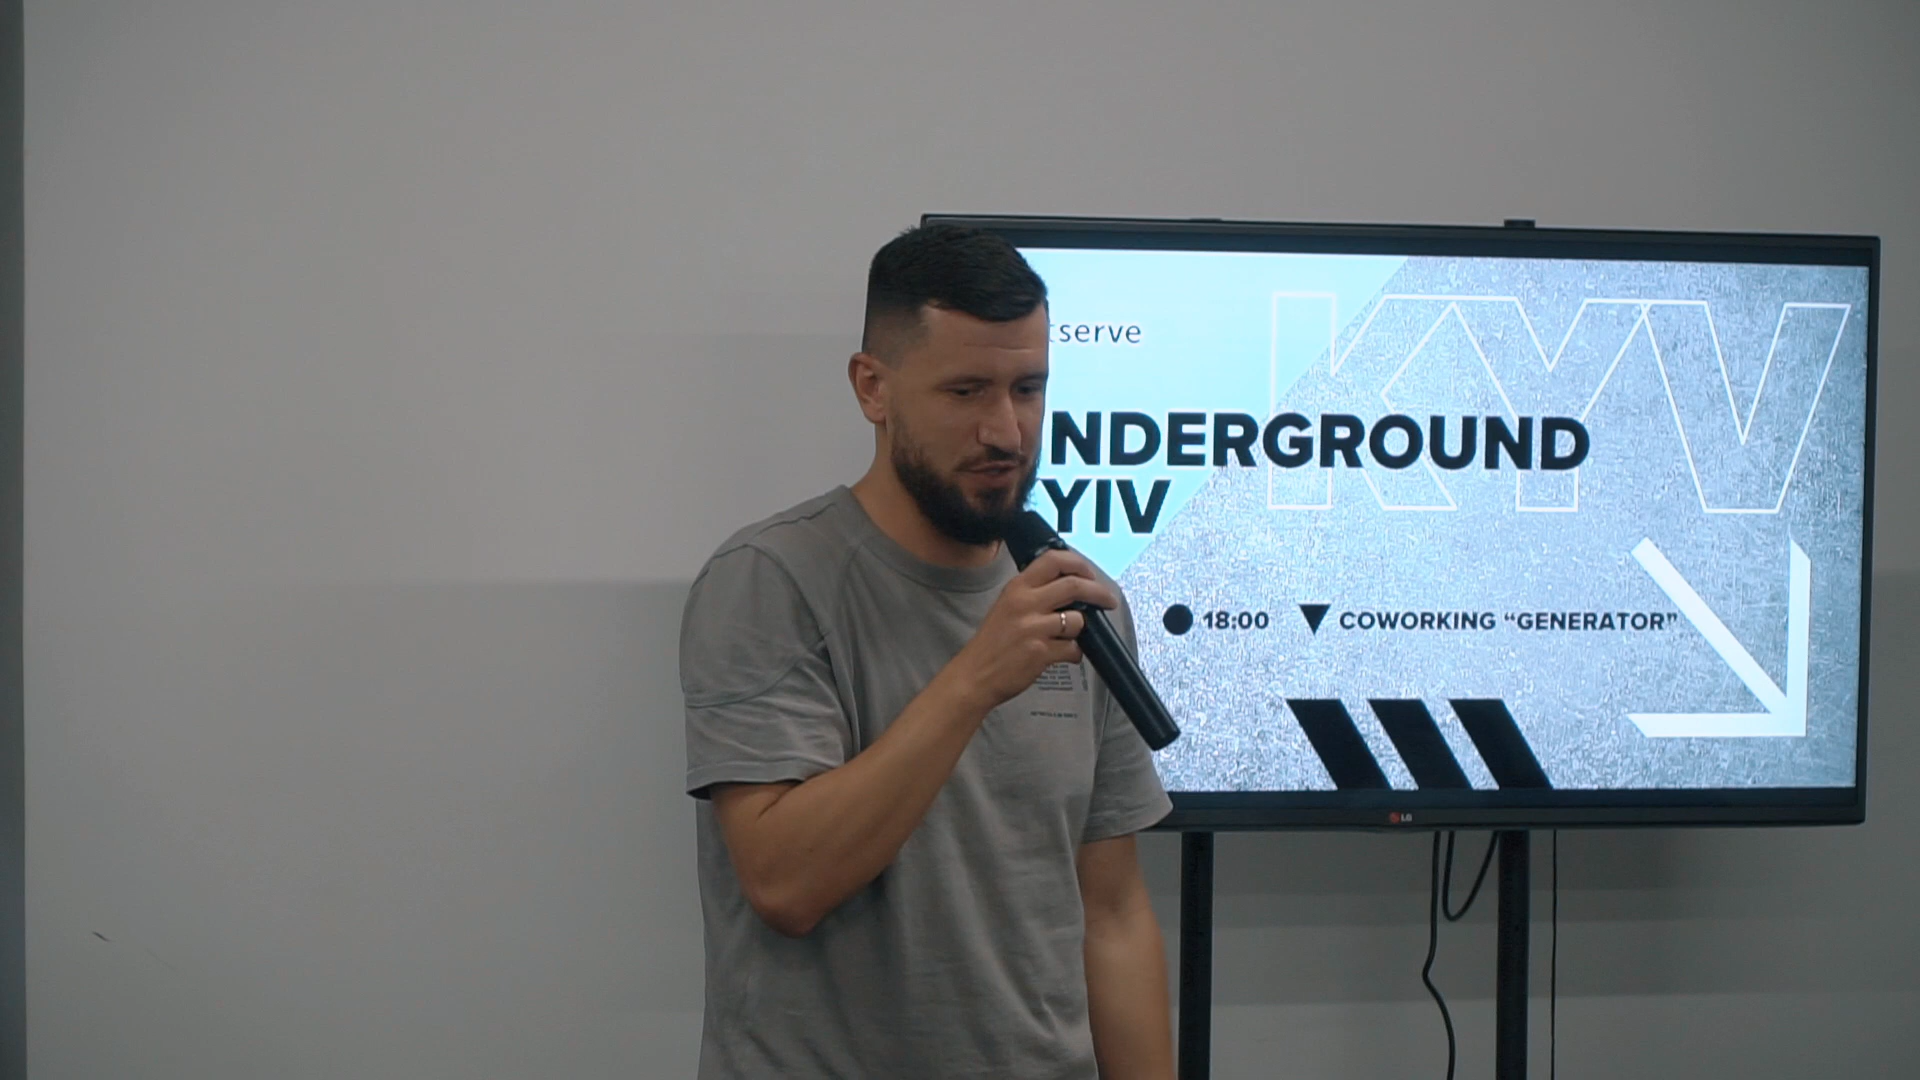 tserve
KYV
NDERGROUND
YIV
18:00
COWORKING “GENERATOR”
LG